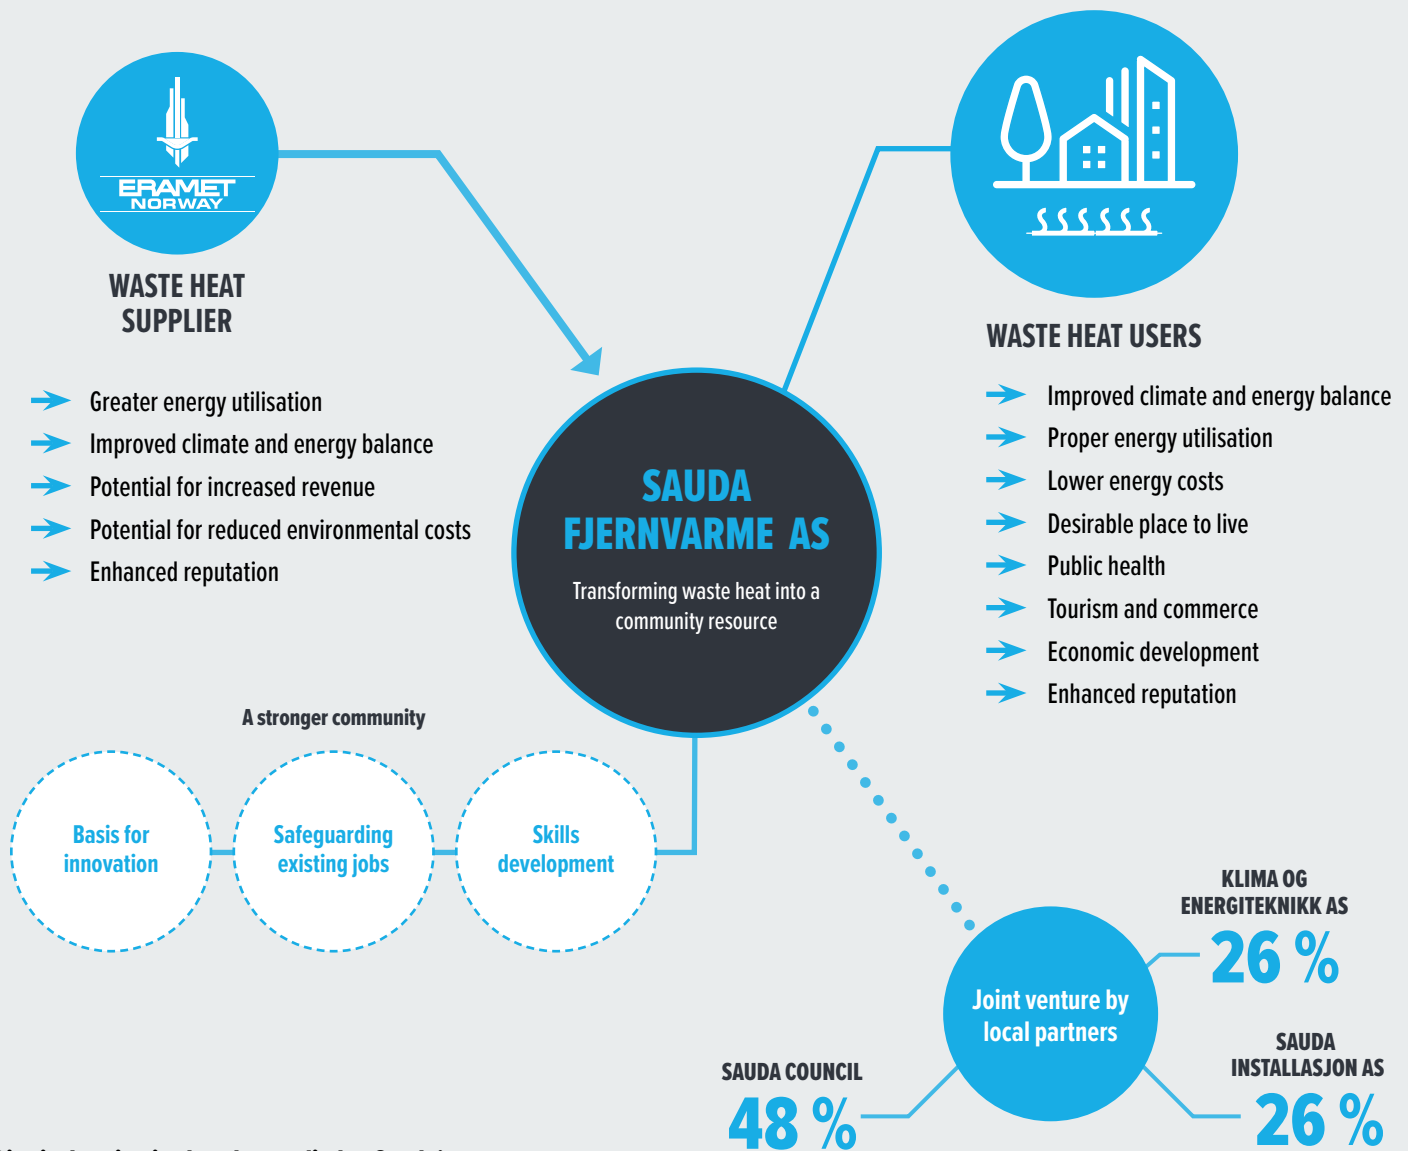 ERAMET
NORWAY
WASTE HEAT
SUPPLIER
Greater energy utilisation
Improved climate and energy balance
Potential for increased revenue
Potential for reduced environmental costs
Enhanced reputation
WASTE HEAT USERS
Improved climate and energy balance
Proper energy utilisation
Lower energy costs
Desirable place to live
Public health
Tourism and commerce
Economic development
Enhanced reputation
SAUDA
FJERNVARME AS
Transforming waste heat into a
community resource
A stronger community
Basis for
innovation
Safeguarding
existing jobs
Skills
development
Joint venture by
local partners
KLIMA OG
ENERGITEKNIKK AS
26 %
SAUDA COUNCIL
48 %
SAUDA
INSTALLASJON AS
26 %